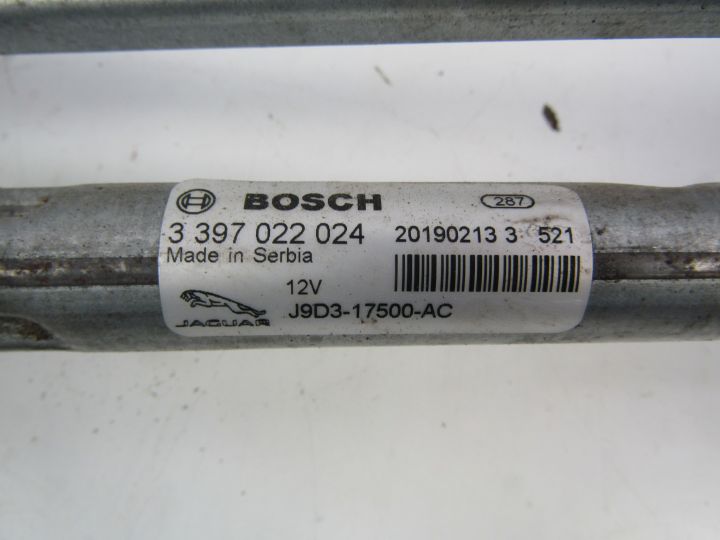 BOSCH 287
3 397 022 024 20190213 3 521
Made in Serbia
12V
JAGUAR J9D3-17500-AC